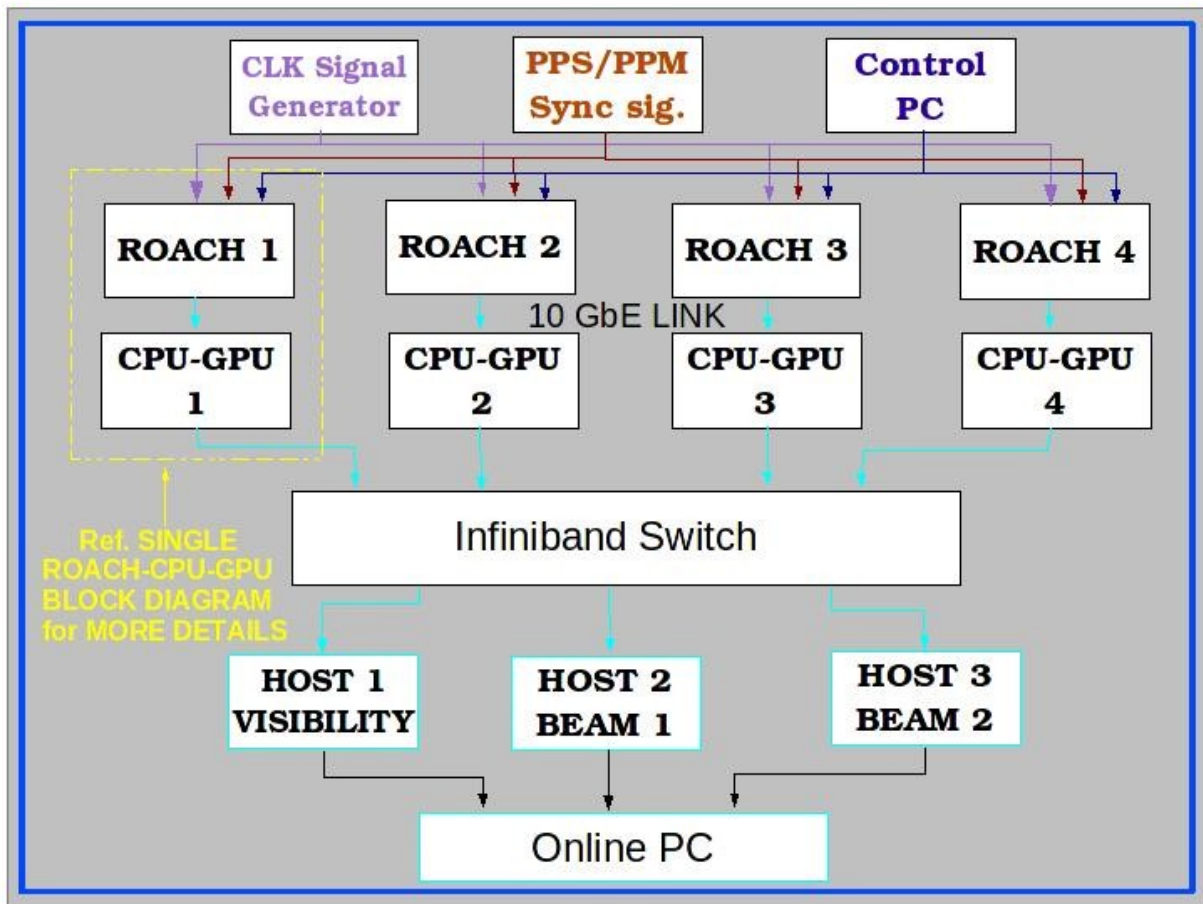 CLK Signal
Generator
PPS/PPM
Sync sig.
Control
PC
ROACH 1
ROACH 2
ROACH 3
ROACH 4
10 GbE LINK
CPU-GPU
1
CPU-GPU
2
CPU-GPU
3
CPU-GPU
4
Infiniband Switch
Ref. SINGLE
ROACH-CPU-GPU
BLOCK DIAGRAM
for MORE DETAILS
HOST 1
VISIBILITY
HOST 2
BEAM 1
HOST 3
BEAM 2
Online PC